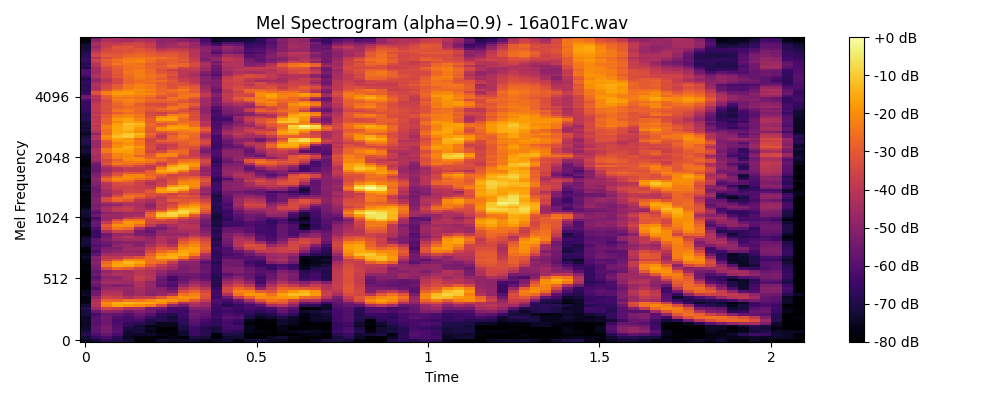 Mel Spectrogram (alpha=0.9) - 16a01Fc.wav
Mel Frequency
4096
2048
1024
512
0
0
0.5
1
1.5
2
Time
+0 dB
-10 dB
-20 dB
-30 dB
-40 dB
-50 dB
-60 dB
-70 dB
-80 dB